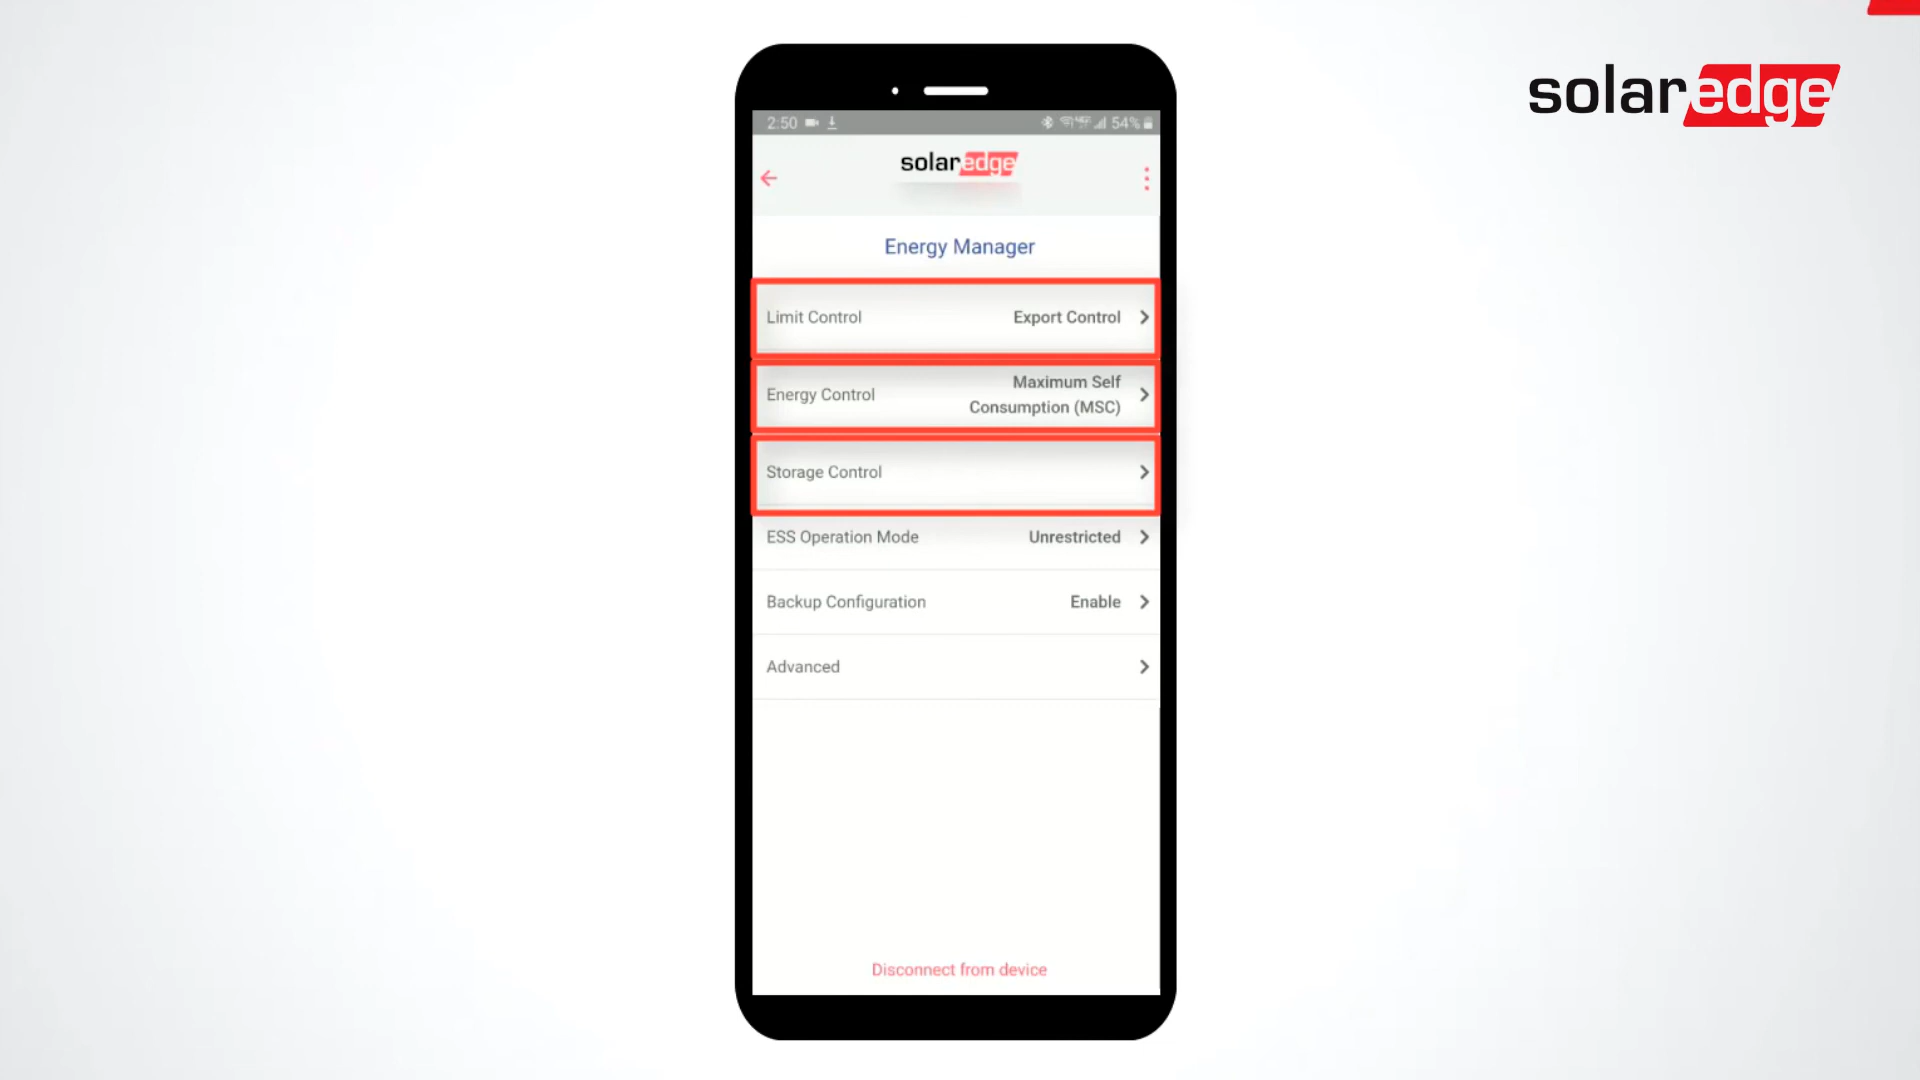 solaredge
2:50 54%
solaredge
Energy Manager
Limit Control Export Control
Energy Control Maximum Self Consumption (MSC)
Storage Control
ESS Operation Mode Unrestricted
Backup Configuration Enable
Advanced
Disconnect from device